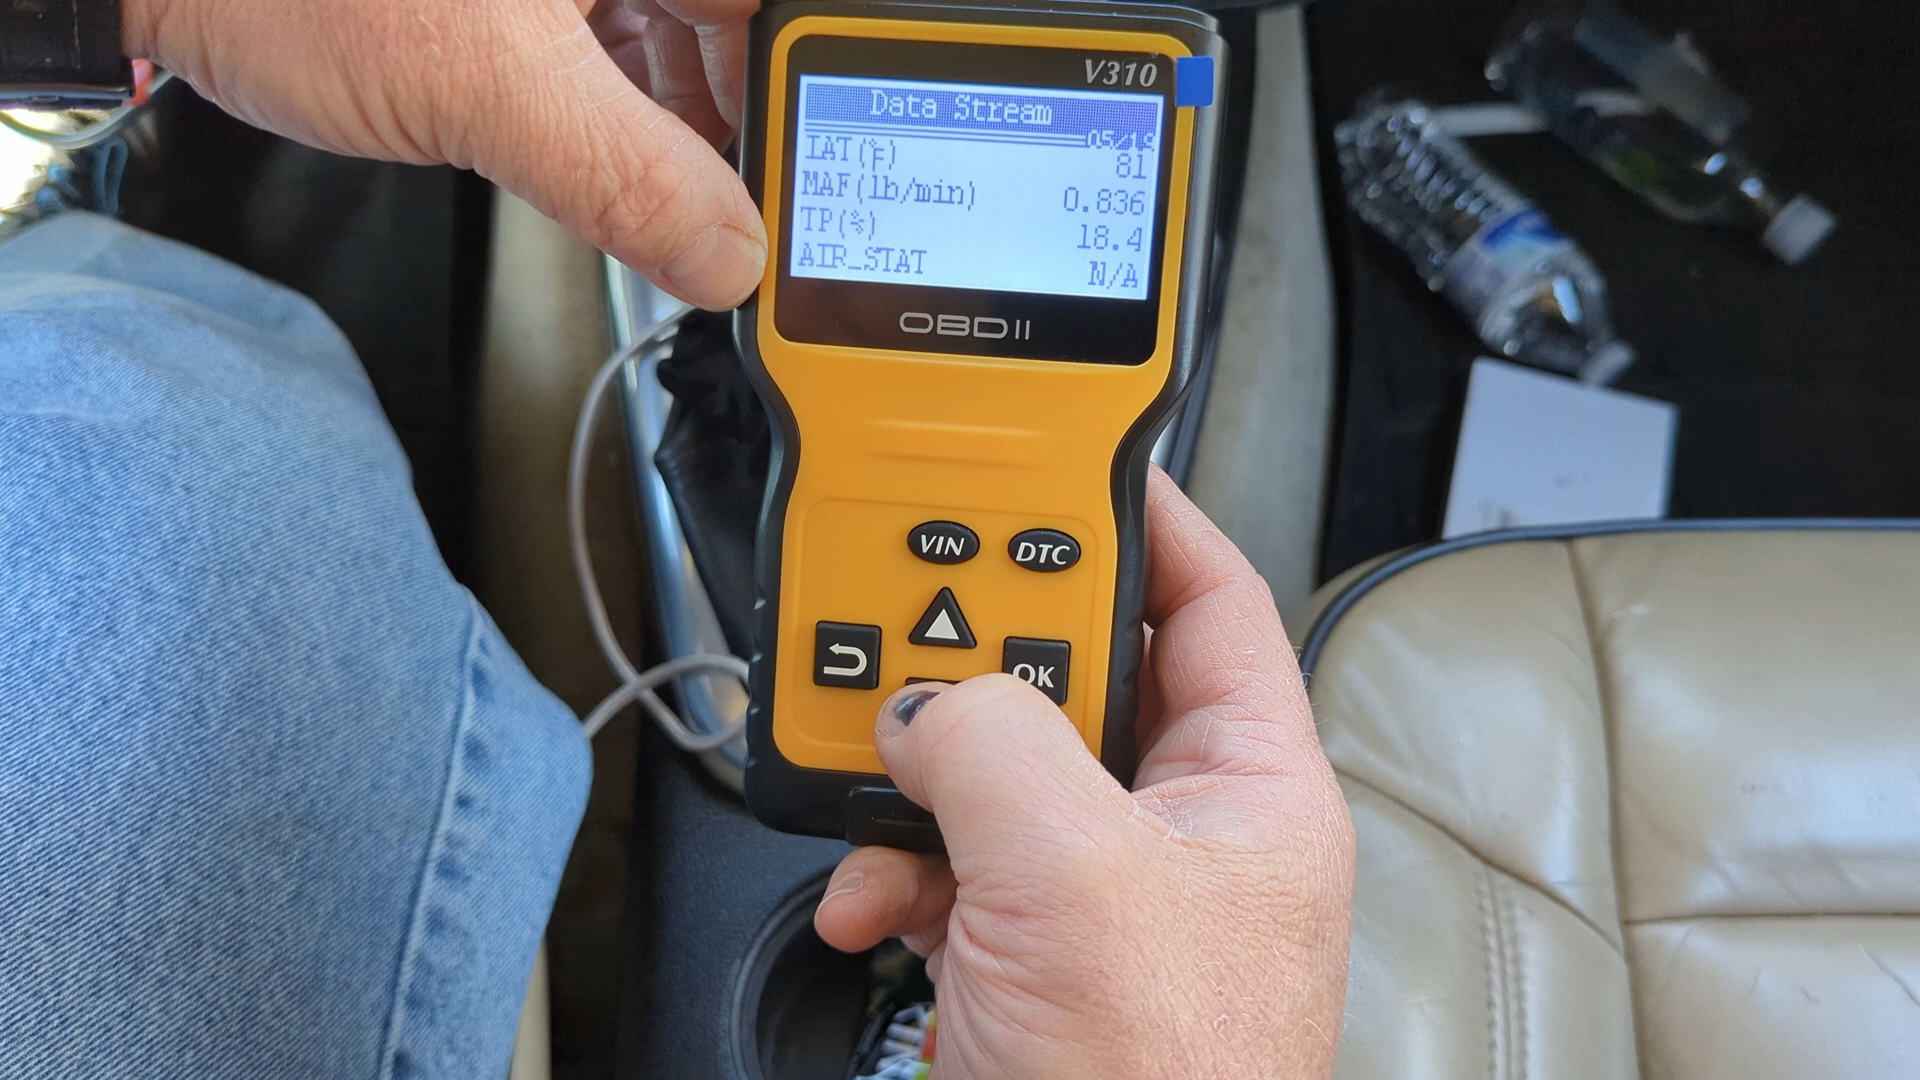 V310
Data Stream
IAT(°F) 81
MAF(lb/min) 0.836
TP(%) 18.4
AIR_STAT N/A
OBDII
VIN
DTC
OK